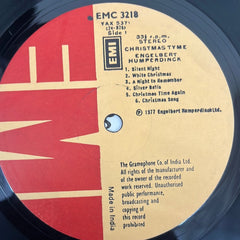 EMC 3218
YAX 537
Side 1
33⅓ r.p.m.
STEREO
EMI
CHRISTMAS TYME
ENGELBERT
HUMPERDINCK
1. Silent Night
2. White Christmas
3. A Night to Remember
4. Silver Bells
5. Christmas Time Again
6. Christmas Song
℗ 1977 Engelbert Humperdinck Ltd.
The Gramophone Co. of India Ltd.
All rights of the manufacturer and
of the owner of the recorded
work reserved. Unauthorised
public performance,
broadcasting and
copying of
this record
prohibited
Made in India
EMI